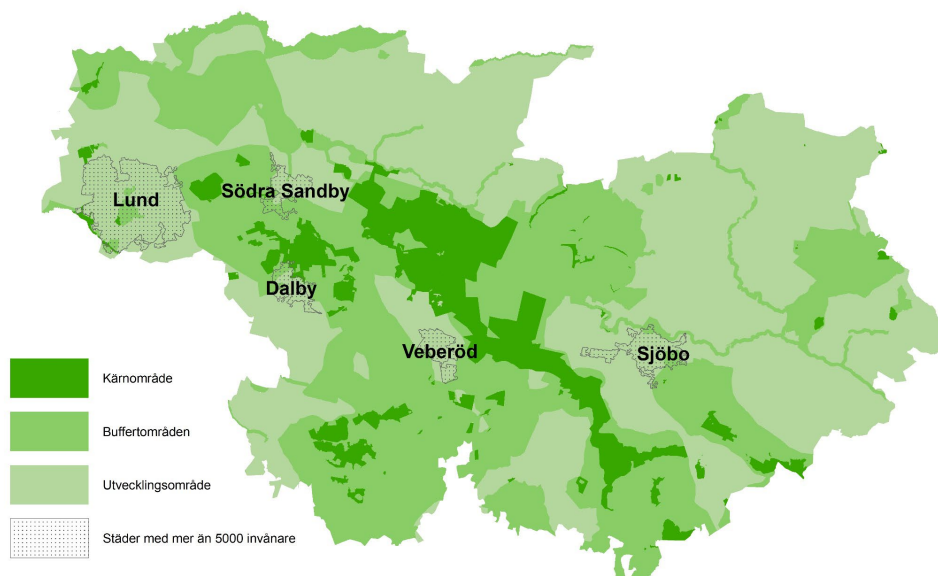 Lund
Södra Sandby
Dalby
Veberöd
Sjöbo
Kärnområde
Buffertområden
Utvecklingsområde
Städer med mer än 5000 invånare